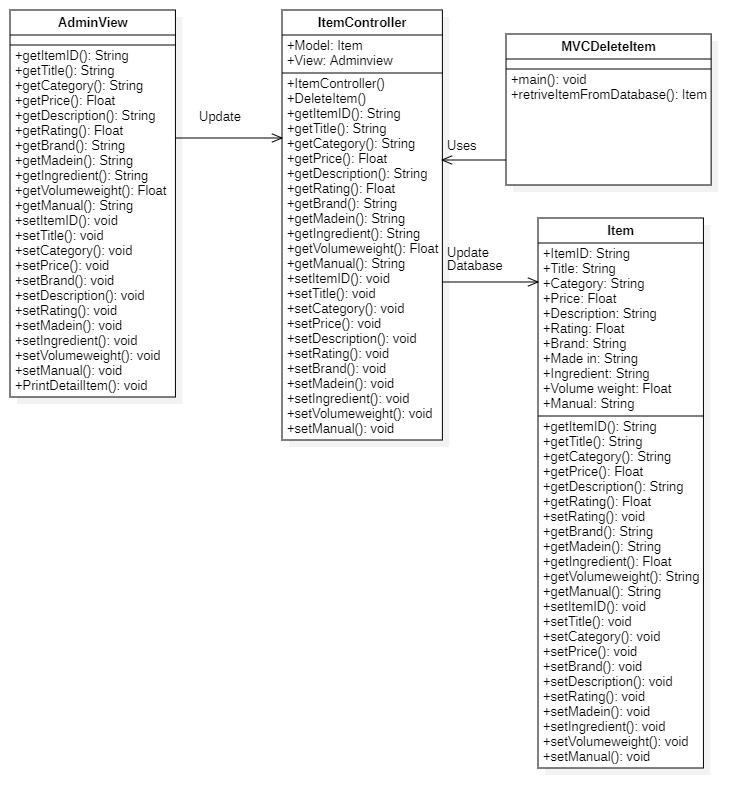 AdminView
+getItemID(): String
+getTitle(): String
+getCategory(): String
+getPrice(): Float
+getDescription(): String
+getRating(): Float
+getBrand(): String
+getMadein(): String
+getIngredient(): String
+getVolumeweight(): Float
+getManual(): String
+setItemID(): void
+setTitle(): void
+setCategory(): void
+setPrice(): void
+setBrand(): void
+setDescription(): void
+setRating(): void
+setMadein(): void
+setIngredient(): void
+setVolumeweight(): void
+setManual(): void
+PrintDetailItem(): void
Update
ItemController
+Model: Item
+View: Adminview
+ItemController()
+DeleteItem()
+getItemID(): String
+getTitle(): String
+getCategory(): String
+getPrice(): Float
+getDescription(): String
+getRating(): Float
+getBrand(): String
+getMadein(): String
+getIngredient(): String
+getVolumeweight(): Float
+getManual(): String
+setItemID(): void
+setTitle(): void
+setCategory(): void
+setPrice(): void
+setDescription(): void
+setRating(): void
+setBrand(): void
+setMadein(): void
+setIngredient(): void
+setVolumeweight(): void
+setManual(): void
Uses
MVCDeleteItem
+main(): void
+retriveItemFromDatabase(): Item
Update
Database
Item
+ItemID: String
+Title: String
+Category: String
+Price: Float
+Description: String
+Rating: Float
+Brand: String
+Made in: String
+Ingredient: String
+Volume weight: Float
+Manual: String
+getItemID(): String
+getTitle(): String
+getCategory(): String
+getPrice(): Float
+getDescription(): String
+getRating(): Float
+setRating(): void
+getBrand(): String
+getMadein(): String
+getIngredient(): Float
+getVolumeweight(): String
+getManual(): String
+setItemID(): void
+setTitle(): void
+setCategory(): void
+setPrice(): void
+setBrand(): void
+setDescription(): void
+setRating(): void
+setMadein(): void
+setIngredient(): void
+setVolumeweight(): void
+setManual(): void